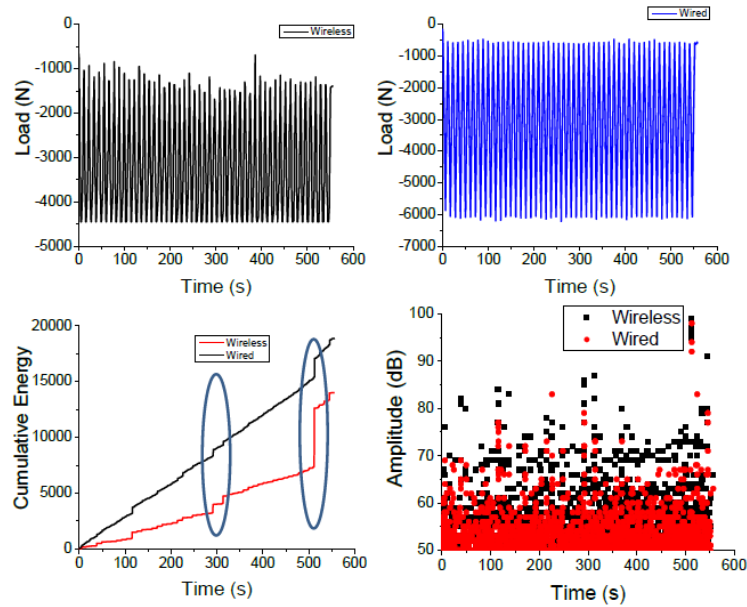 0
-1000
-2000
-3000
-4000
-5000
Load (N)
Wireless
0 100 200 300 400 500 600
Time (s)
0
-1000
-2000
-3000
-4000
-5000
-6000
-7000
Load (N)
Wired
0 100 200 300 400 500 600
Time (s)
20000
15000
10000
5000
0
Cumulative Energy
Wireless
Wired
0 100 200 300 400 500 600
Time (s)
100
90
80
70
60
50
Amplitude (dB)
Wireless
Wired
0 100 200 300 400 500 600
Time (s)